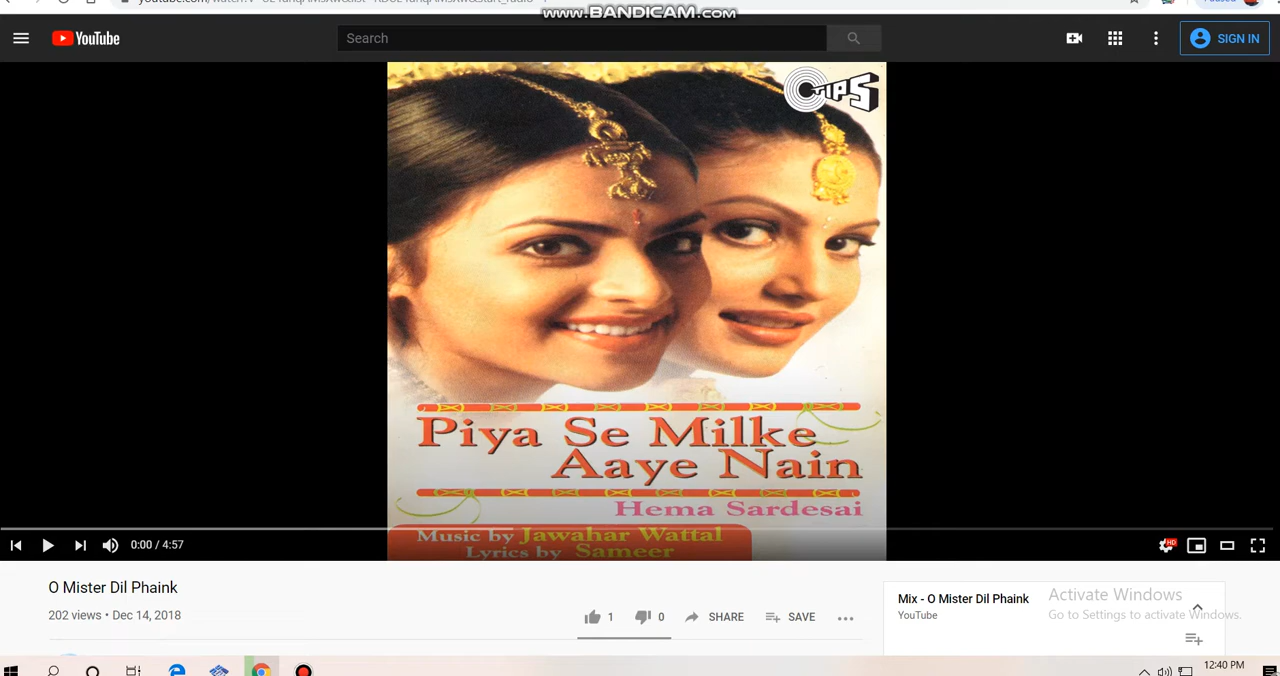 www.BANDICAM.com
YouTube
Search
SIGN IN
TIPS
Piya Se Milke
Aaye Nain
Hema Sardesai
Music by Jawahar Wattal
Lyrics by Sameer
0:00 / 4:57
HD
O Mister Dil Phaink
202 views • Dec 14, 2018
1
0
SHARE
SAVE
Mix - O Mister Dil Phaink
YouTube
Activate Windows
Go to Settings to activate Windows.
12:40 PM